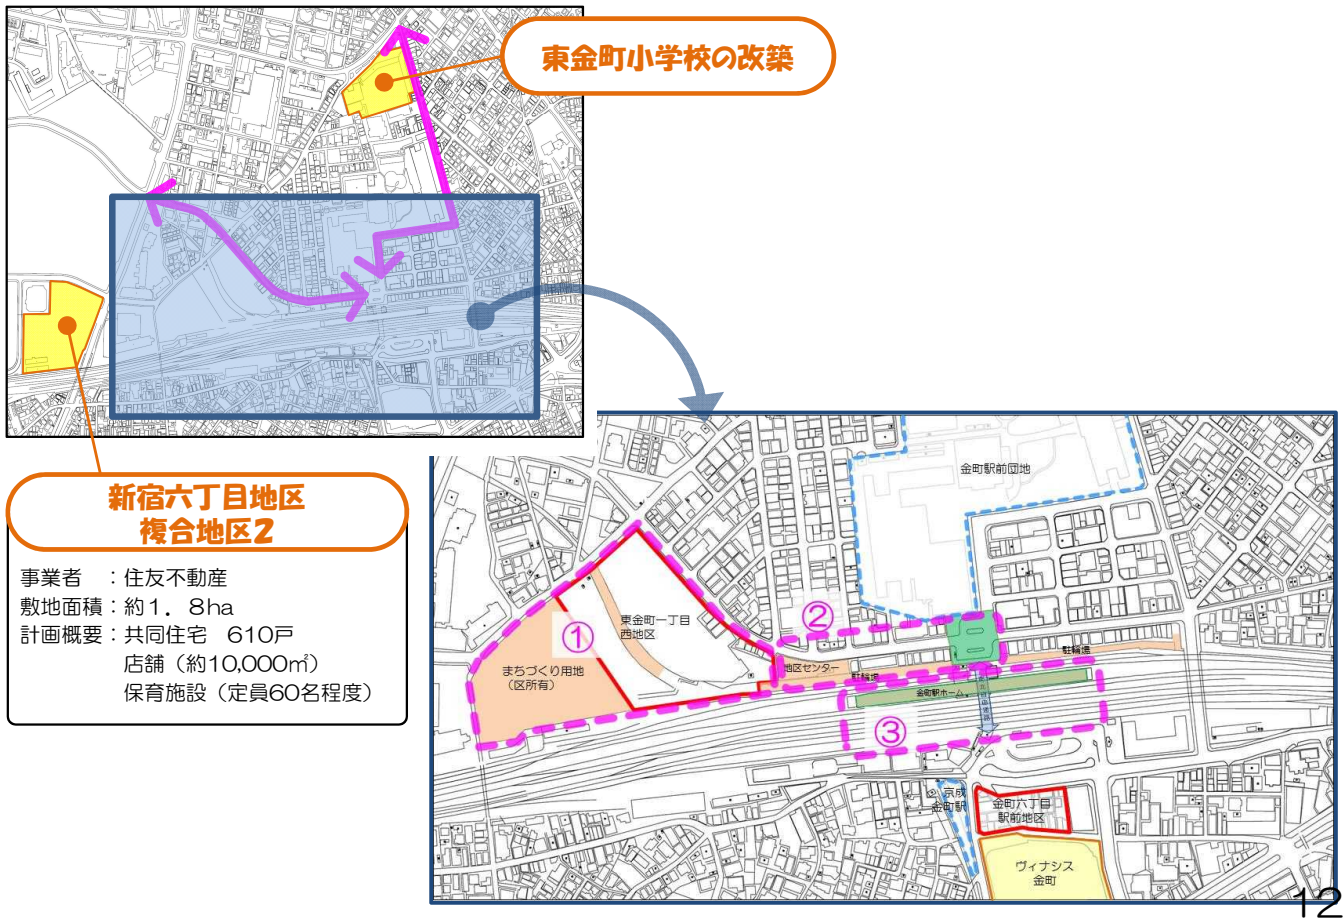 東金町小学校の改築
新宿六丁目地区
複合地区2
事業者　：住友不動産
敷地面積：約1．8ha
計画概要：共同住宅　610戸
店舗（約10,000㎡）
保育施設（定員60名程度）
金町駅前団地
②
東金町一丁目
西地区
①
まちづくり用地
（区所有）
地区センター
駐輪場
駐輪場
金町駅ホーム
③
京成
金町駅
金町六丁目
駅前地区
ヴィナシス
金町
12